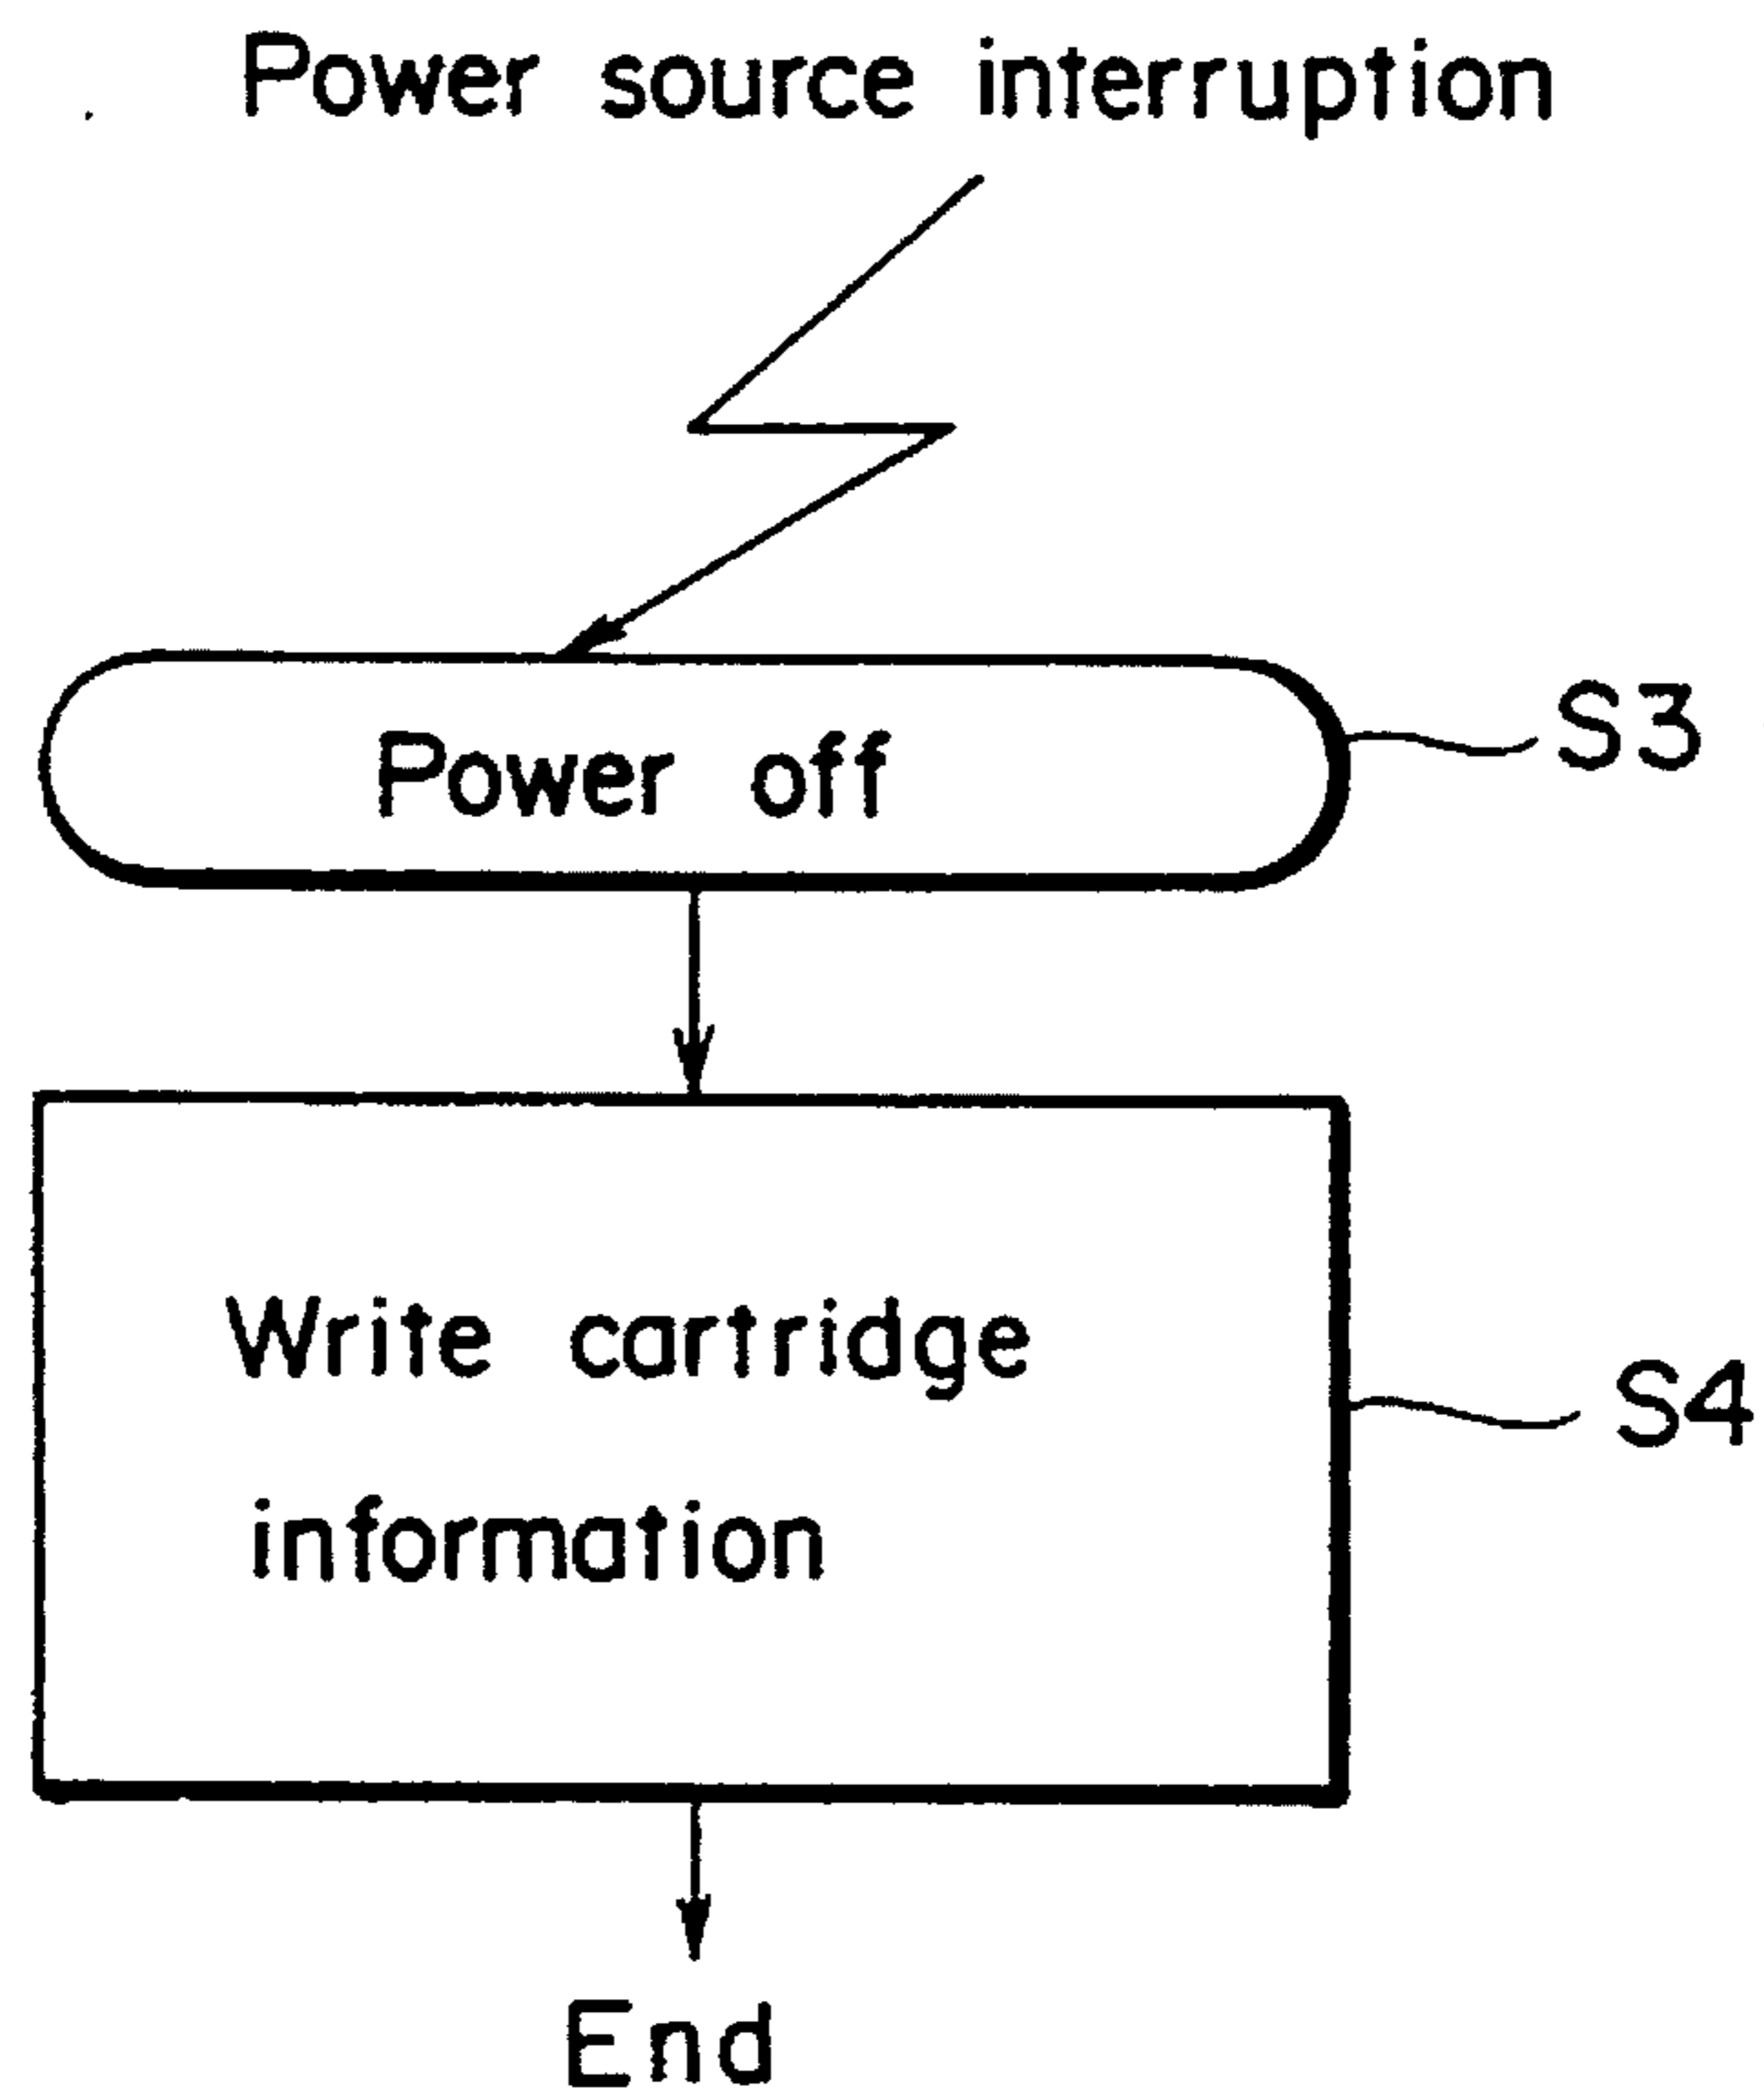 Power source interruption
Power off
S3
Write cartridge
information
S4
End